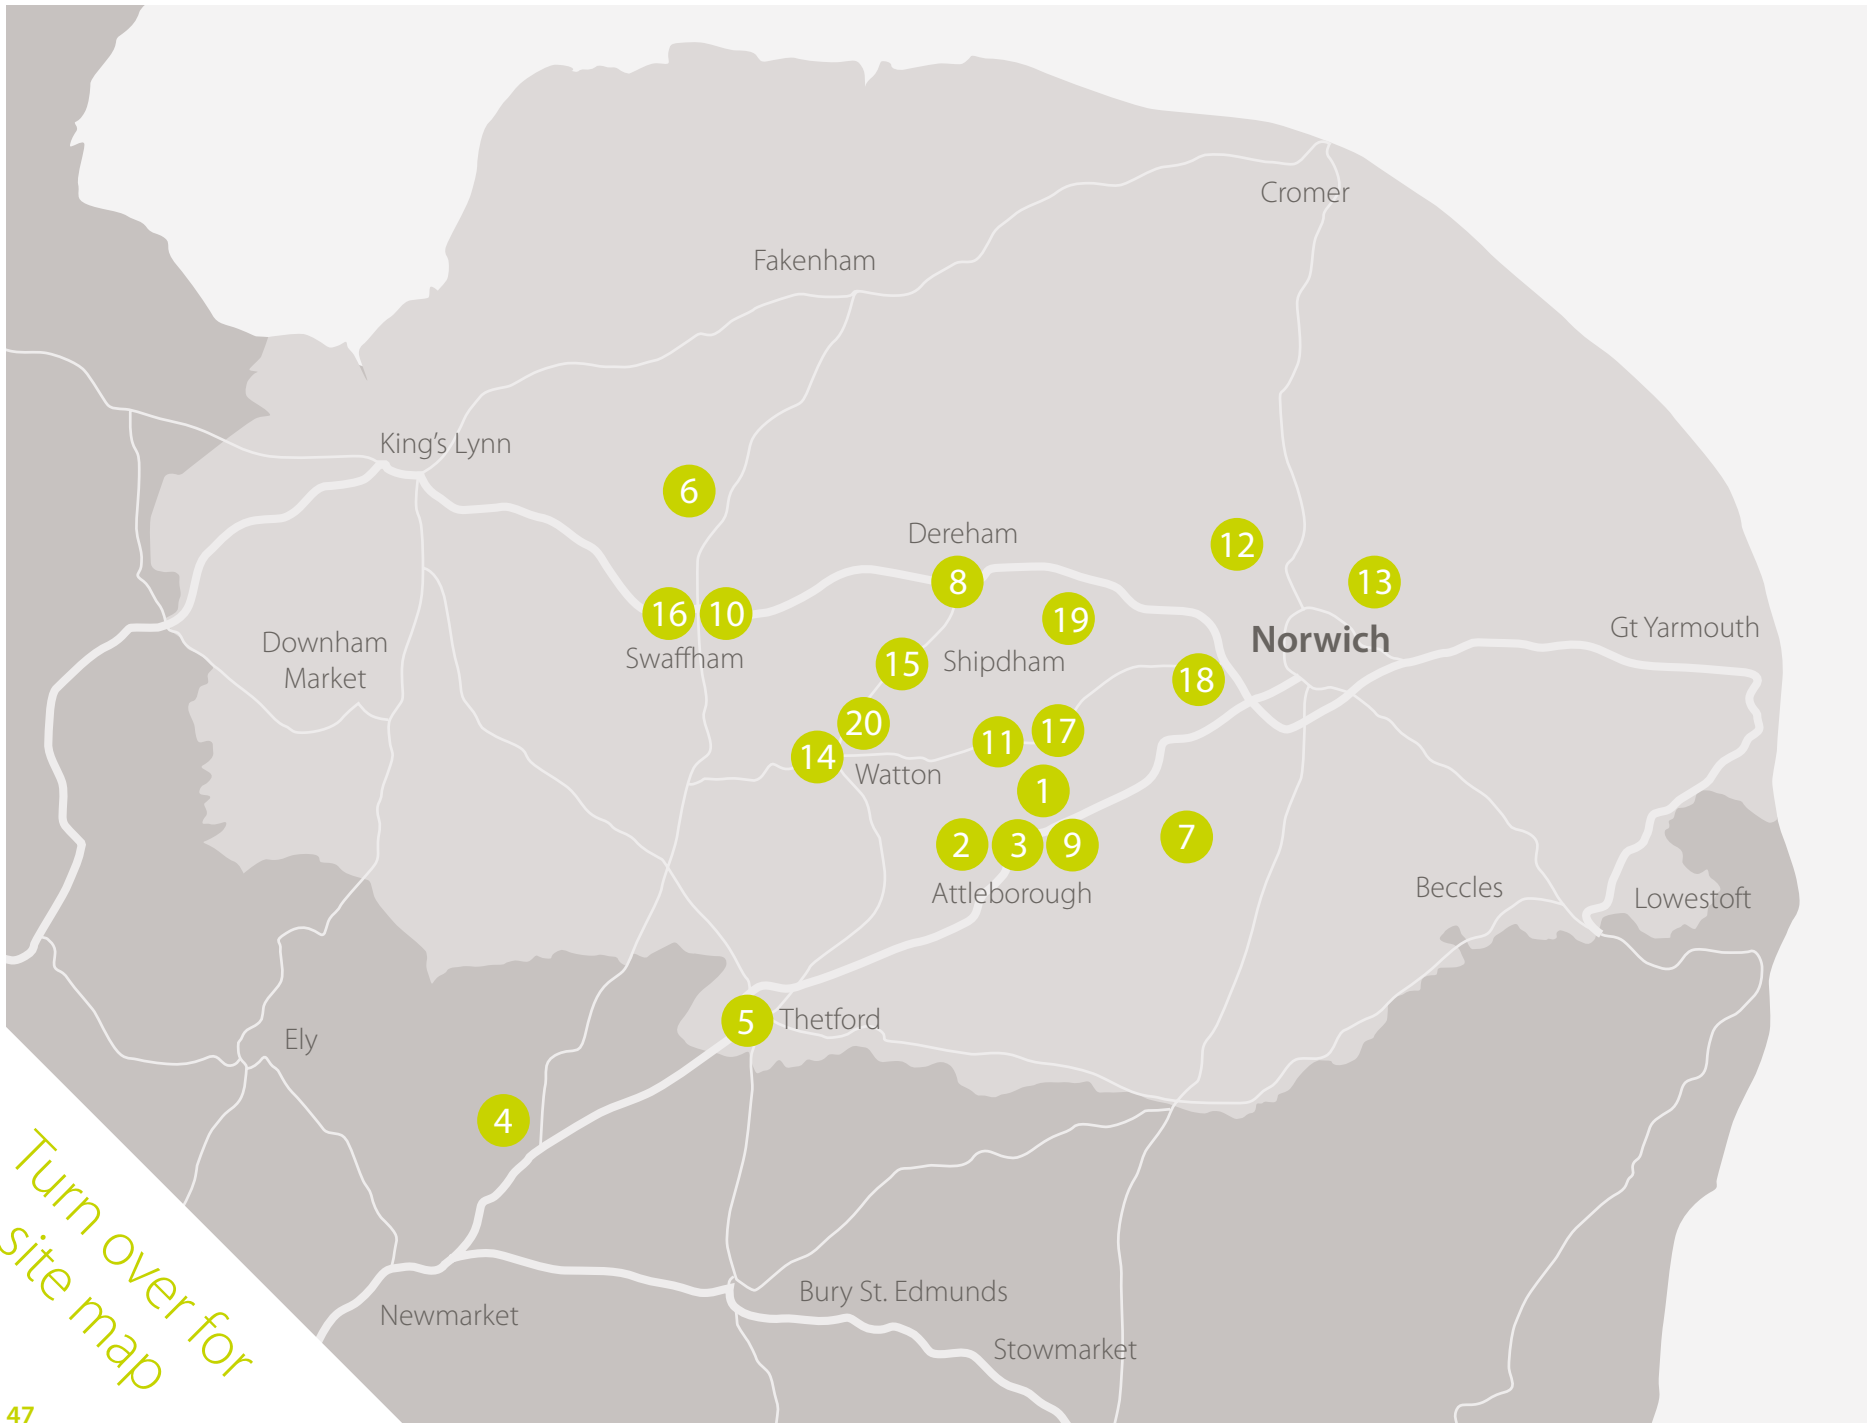 Cromer
Fakenham
King's Lynn
6
Dereham
12
8
13
16
10
19
Gt Yarmouth
Downham
Market
Norwich
Swaffham
15
Shipdham
18
20
11
17
14
Watton
1
2
3
9
7
Attleborough
Beccles
Lowestoft
5
Thetford
Ely
4
Turn over for
site map
Newmarket
Bury St. Edmunds
Stowmarket
47